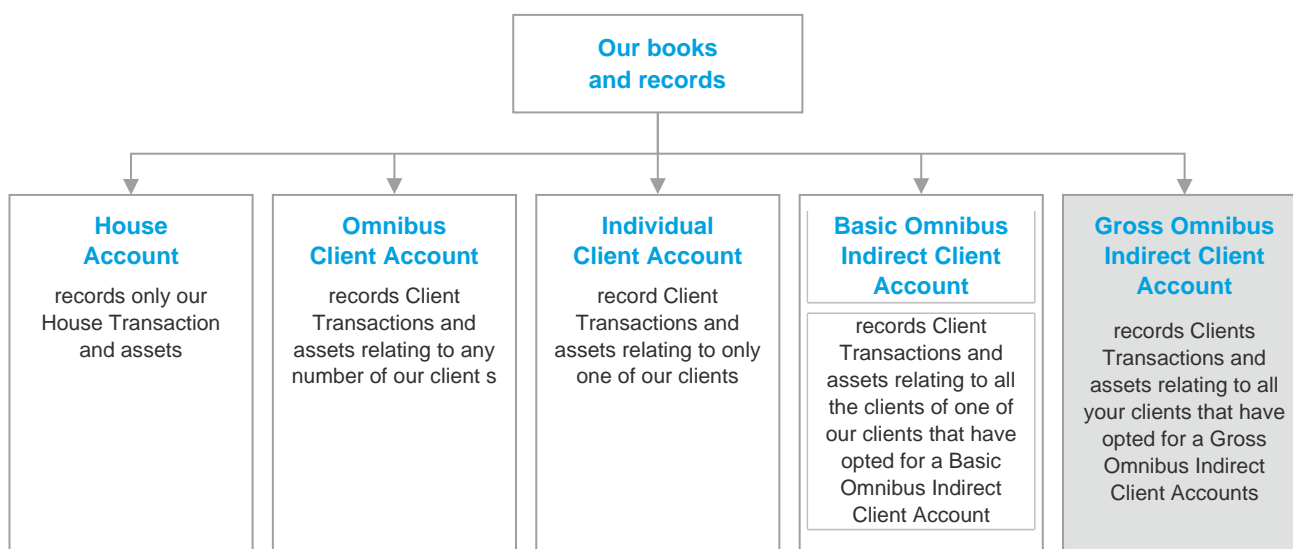 Our books
and records
House
Account
records only our
House Transaction
and assets
Omnibus
Client Account
records Client
Transactions and
assets relating to any
number of our client s
Individual
Client Account
record Client
Transactions and
assets relating to only
one of our clients
Basic Omnibus
Indirect Client
Account
records Client
Transactions and
assets relating to all
the clients of one of
our clients that have
opted for a Basic
Omnibus Indirect
Client Account
Gross Omnibus
Indirect Client
Account
records Clients
Transactions and
assets relating to all
your clients that have
opted for a Gross
Omnibus Indirect
Client Accounts